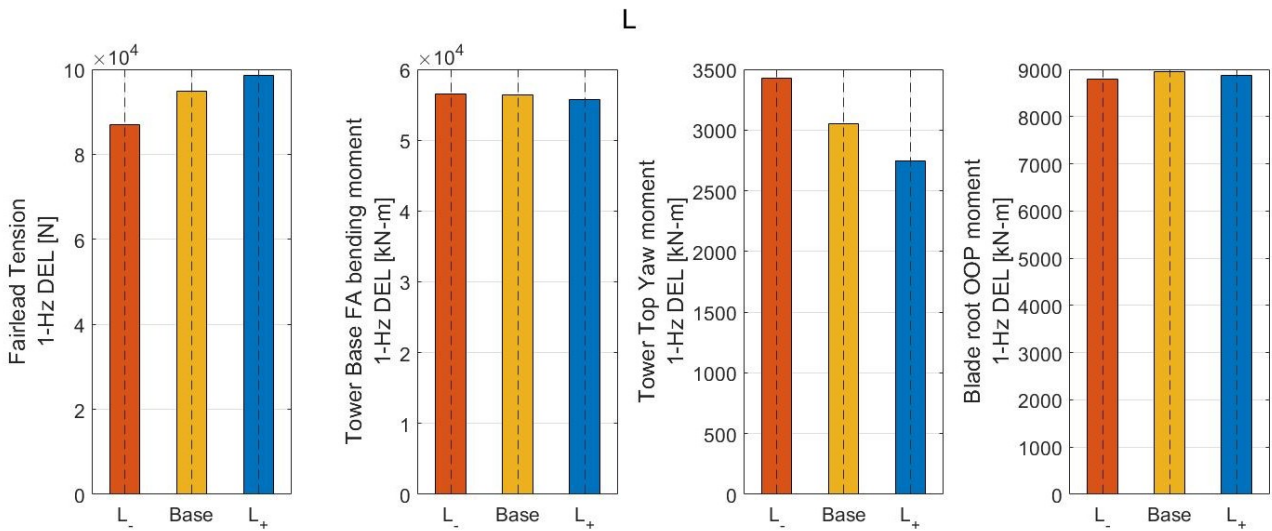 L
Fairlead Tension
1-Hz DEL [N]
×10⁴
10
8
6
4
2
0
L₋ Base L₊
Tower Base FA bending moment
1-Hz DEL [kN-m]
×10⁴
6
5
4
3
2
1
0
L₋ Base L₊
Tower Top Yaw moment
1-Hz DEL [kN-m]
3500
3000
2500
2000
1500
1000
500
0
L₋ Base L₊
Blade root OOP moment
1-Hz DEL [kN-m]
9000
8000
7000
6000
5000
4000
3000
2000
1000
0
L₋ Base L₊